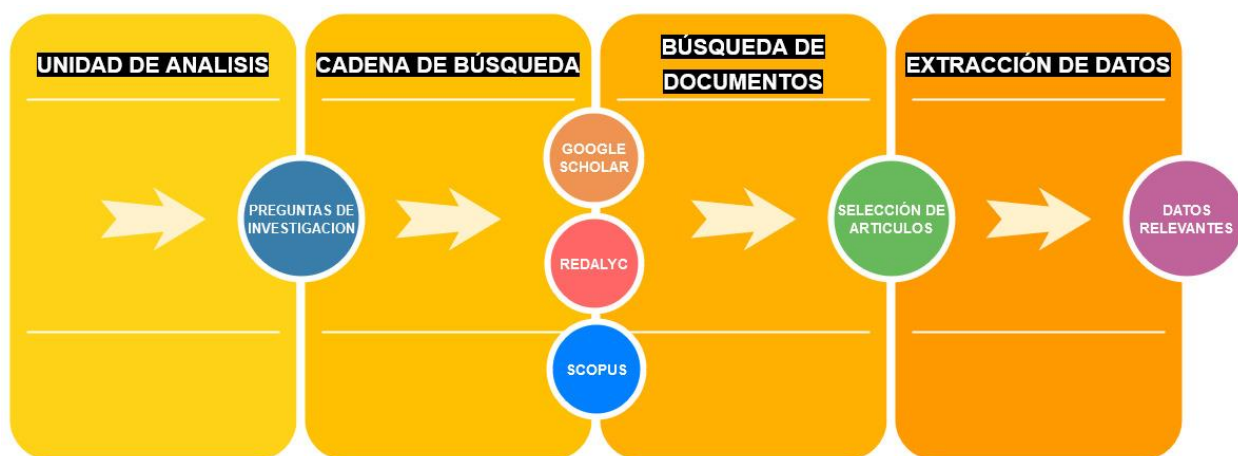 UNIDAD DE ANALISIS
CADENA DE BÚSQUEDA
BÚSQUEDA DE
DOCUMENTOS
EXTRACCIÓN DE DATOS
PREGUNTAS DE
INVESTIGACION
GOOGLE
SCHOLAR
REDALYC
SCOPUS
SELECCIÓN DE
ARTICULOS
DATOS
RELEVANTES